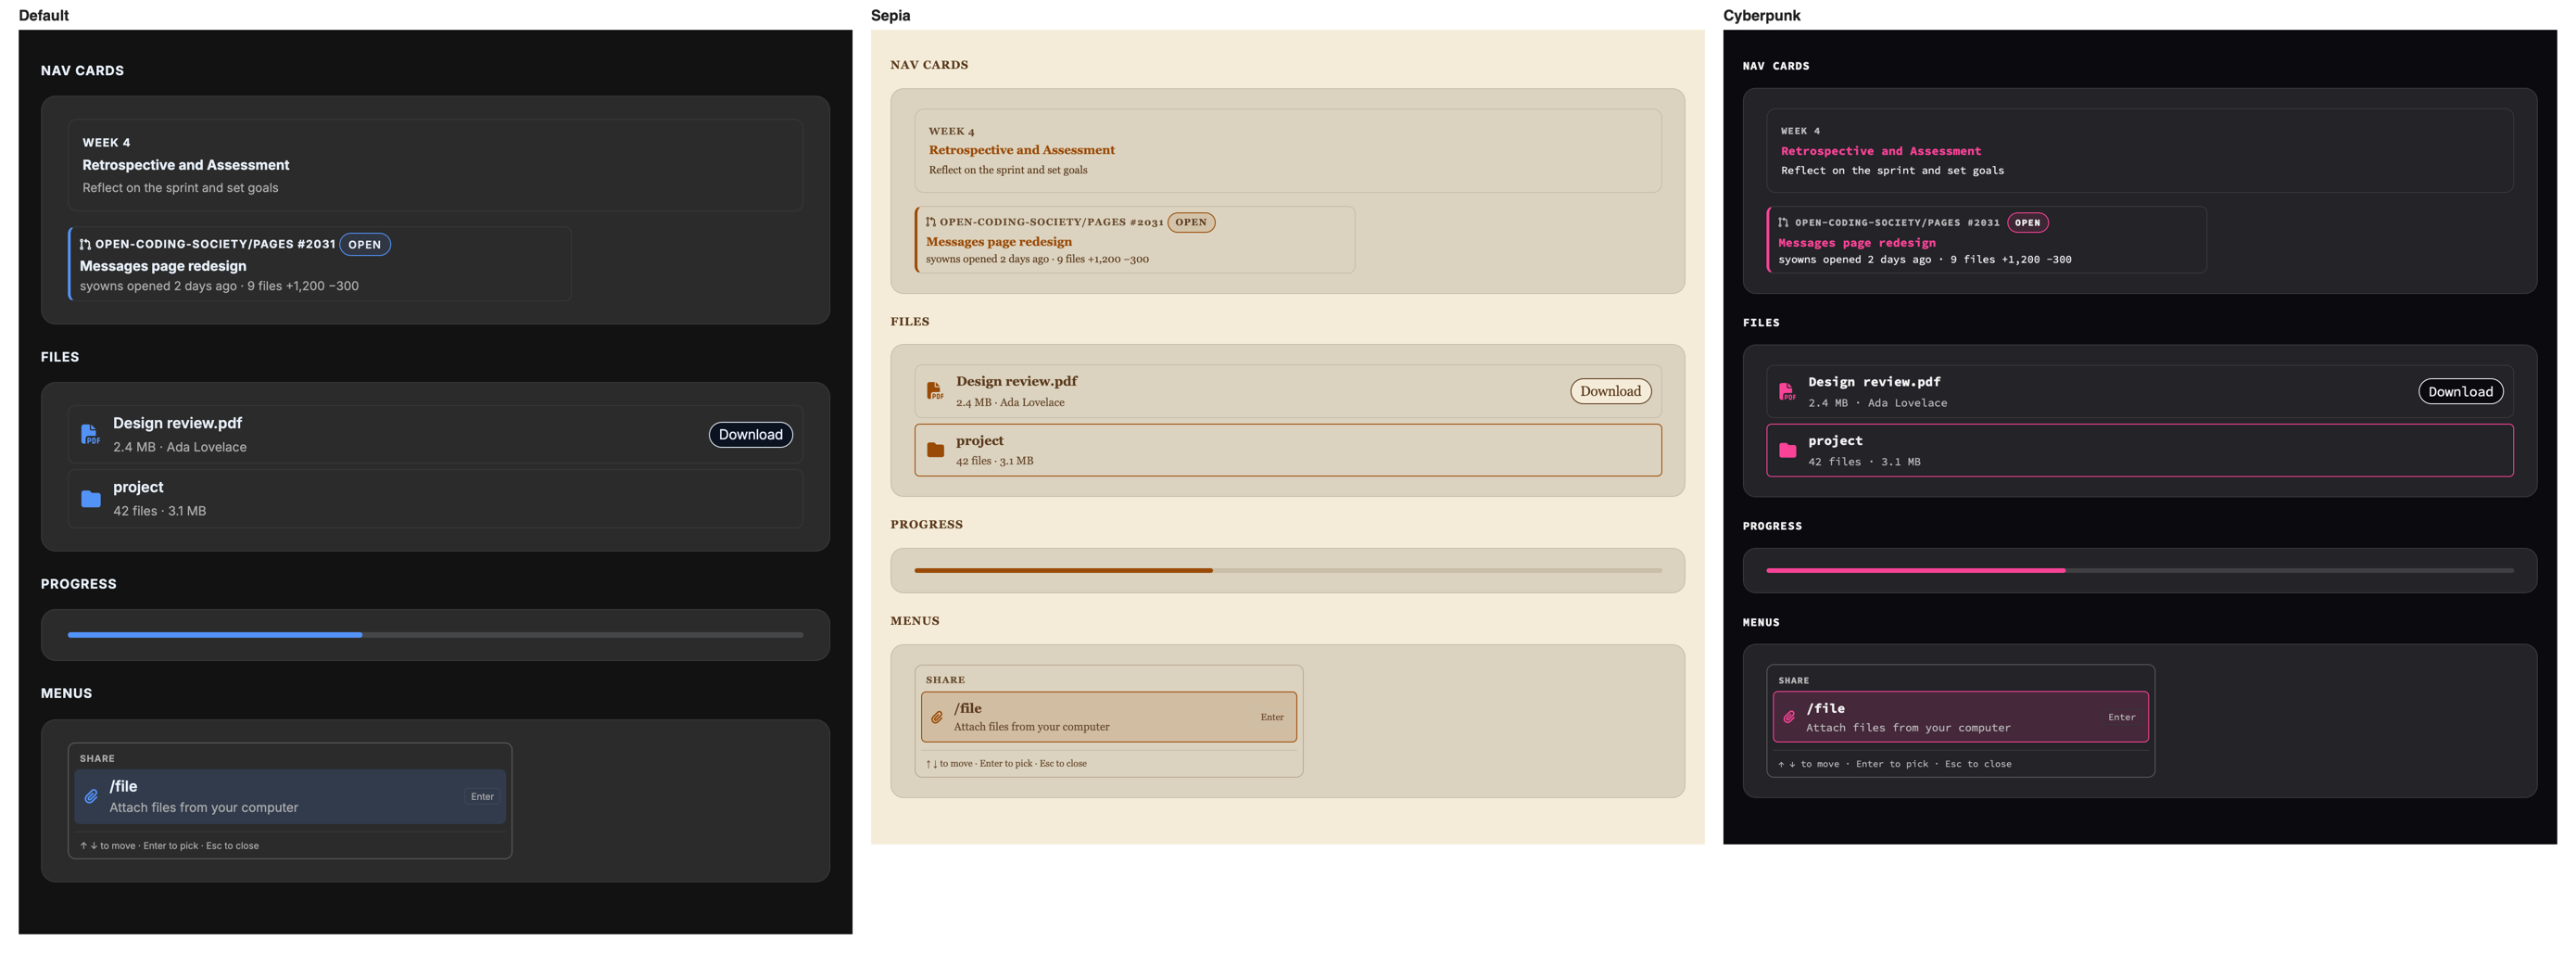 Default
NAV CARDS
WEEK 4
Retrospective and Assessment
Reflect on the sprint and set goals
OPEN-CODING-SOCIETY/PAGES #2031 OPEN
Messages page redesign
syowns opened 2 days ago · 9 files +1,200 −300
FILES
PDF
Design review.pdf
2.4 MB · Ada Lovelace
Download
project
42 files · 3.1 MB
PROGRESS
MENUS
SHARE
/file
Attach files from your computer
Enter
↑ ↓ to move · Enter to pick · Esc to close
Sepia
NAV CARDS
WEEK 4
Retrospective and Assessment
Reflect on the sprint and set goals
OPEN-CODING-SOCIETY/PAGES #2031 OPEN
Messages page redesign
syowns opened 2 days ago · 9 files +1,200 −300
FILES
PDF
Design review.pdf
2.4 MB · Ada Lovelace
Download
project
42 files · 3.1 MB
PROGRESS
MENUS
SHARE
/file
Attach files from your computer
Enter
↑ ↓ to move · Enter to pick · Esc to close
Cyberpunk
NAV CARDS
WEEK 4
Retrospective and Assessment
Reflect on the sprint and set goals
OPEN-CODING-SOCIETY/PAGES #2031 OPEN
Messages page redesign
syowns opened 2 days ago · 9 files +1,200 −300
FILES
PDF
Design review.pdf
2.4 MB · Ada Lovelace
Download
project
42 files · 3.1 MB
PROGRESS
MENUS
SHARE
/file
Attach files from your computer
Enter
↑ ↓ to move · Enter to pick · Esc to close